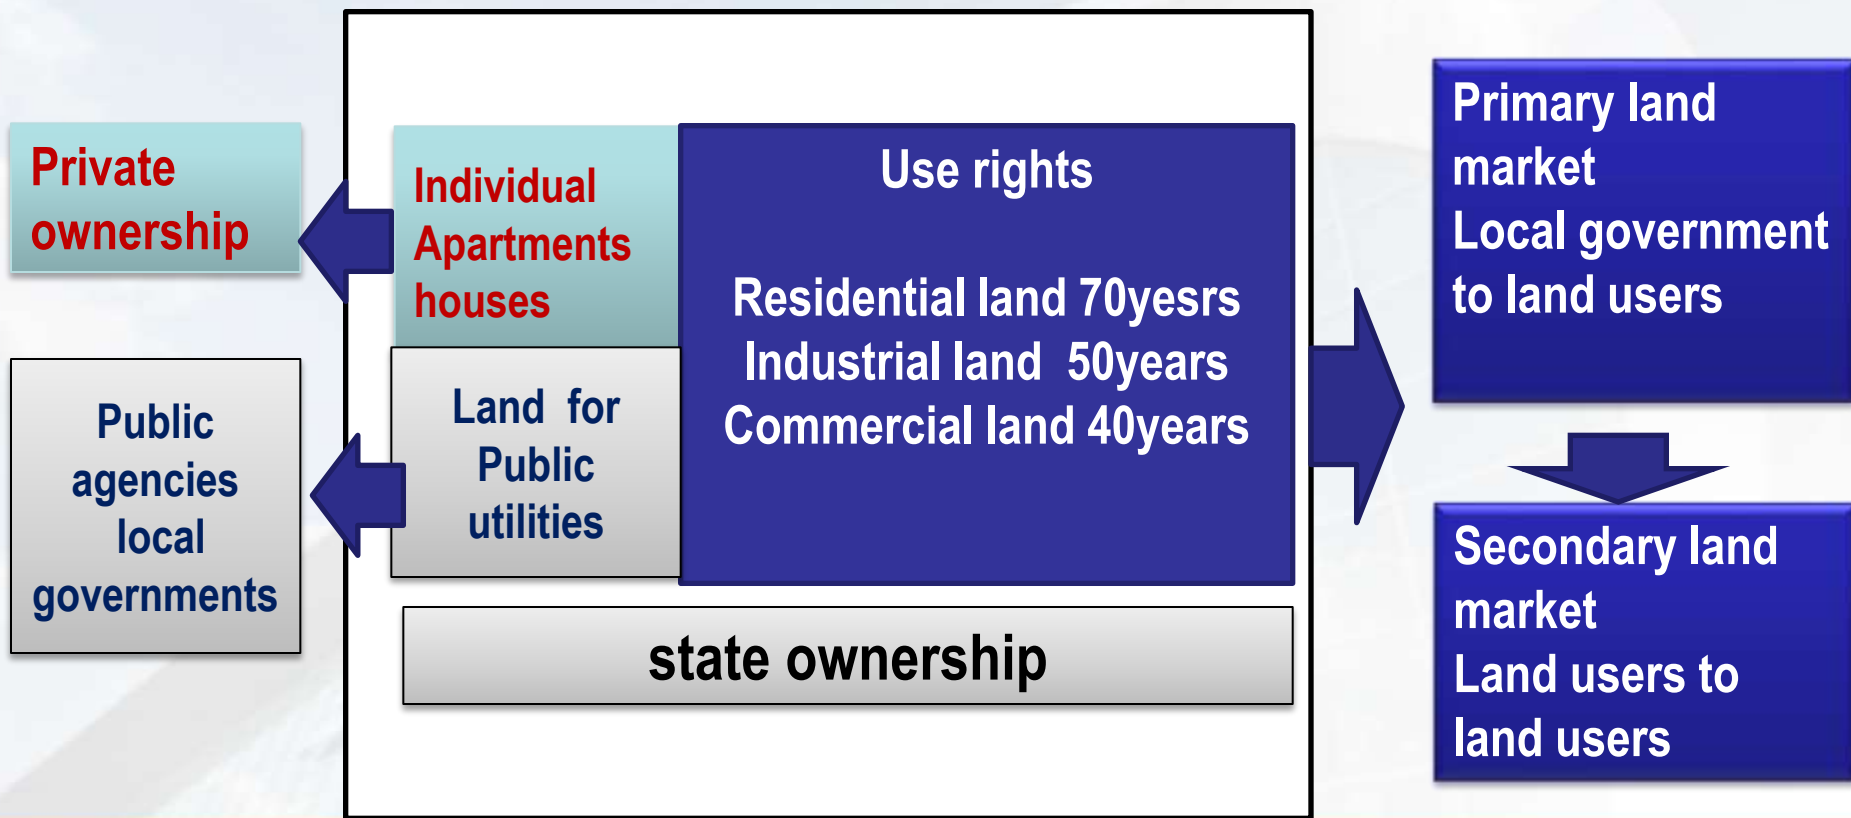 Private
ownership
Public
agencies
local
governments
Individual
Apartments
houses
Land for
Public
utilities
Use rights
Residential land 70yesrs
Industrial land 50years
Commercial land 40years
state ownership
Primary land
market
Local government
to land users
Secondary land
market
Land users to
land users